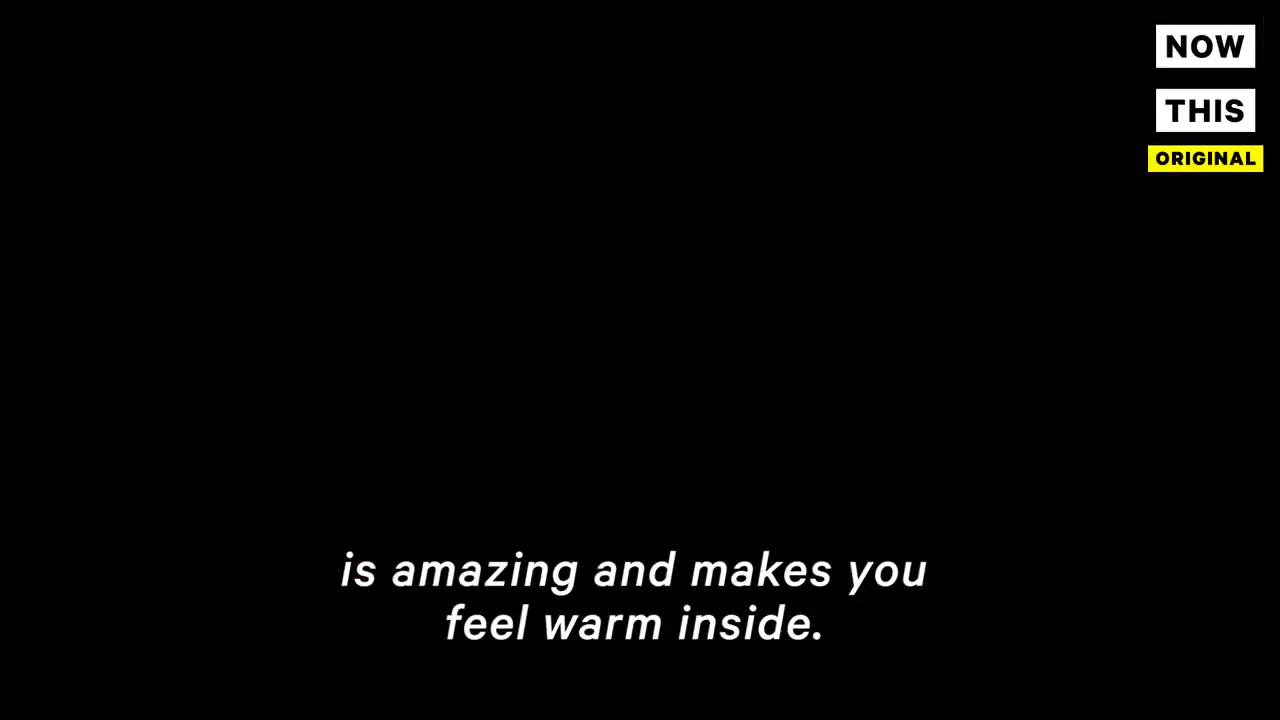 NOW
THIS
ORIGINAL
is amazing and makes you
feel warm inside.